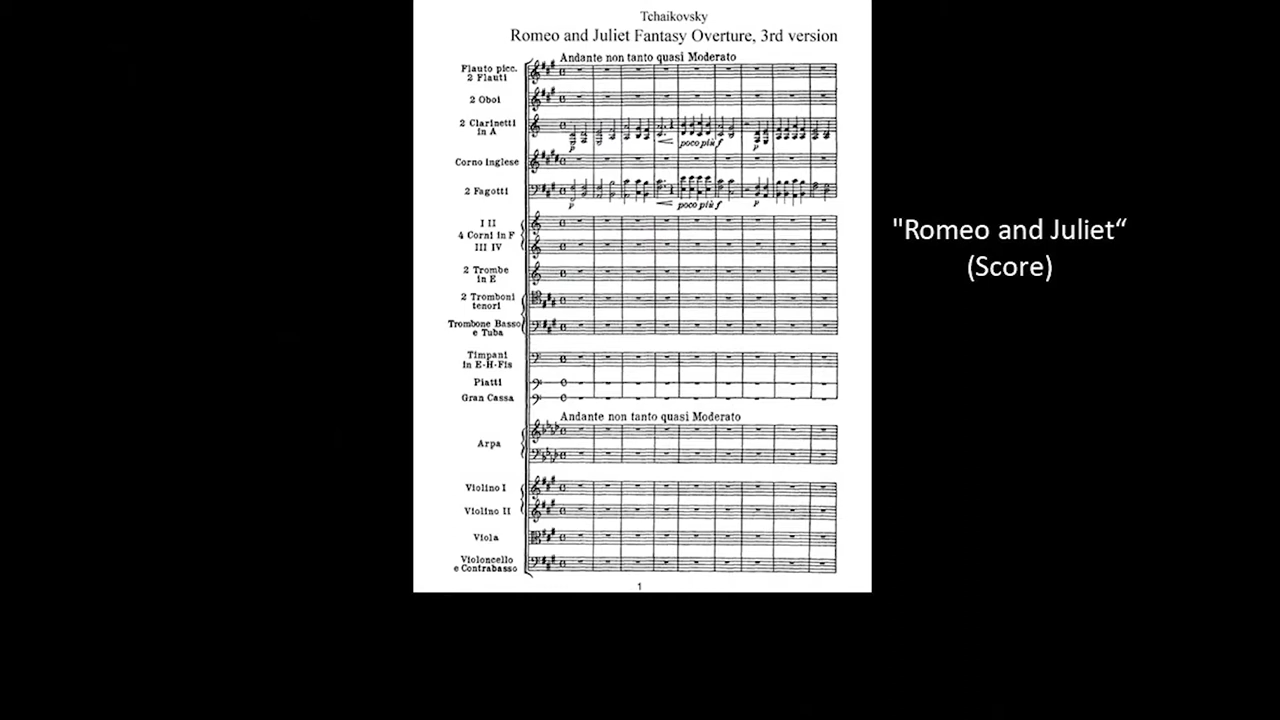 Tchaikovsky
Romeo and Juliet Fantasy Overture, 3rd version
Andante non tanto quasi Moderato
Flauto picc.
2 Flauti
2 Oboi
2 Clarinetti
in A
p
poco più f
p
Corno inglese
2 Fagotti
p
poco più f
p
I II
4 Corni in F
III IV
2 Trombe
in E
2 Tromboni
tenori
Trombone Basso
e Tuba
Timpani
in E-H-Fis
Piatti
Gran Cassa
Andante non tanto quasi Moderato
Arpa
Violino I
Violino II
Viola
Violoncello
e Contrabasso
1
"Romeo and Juliet“
(Score)